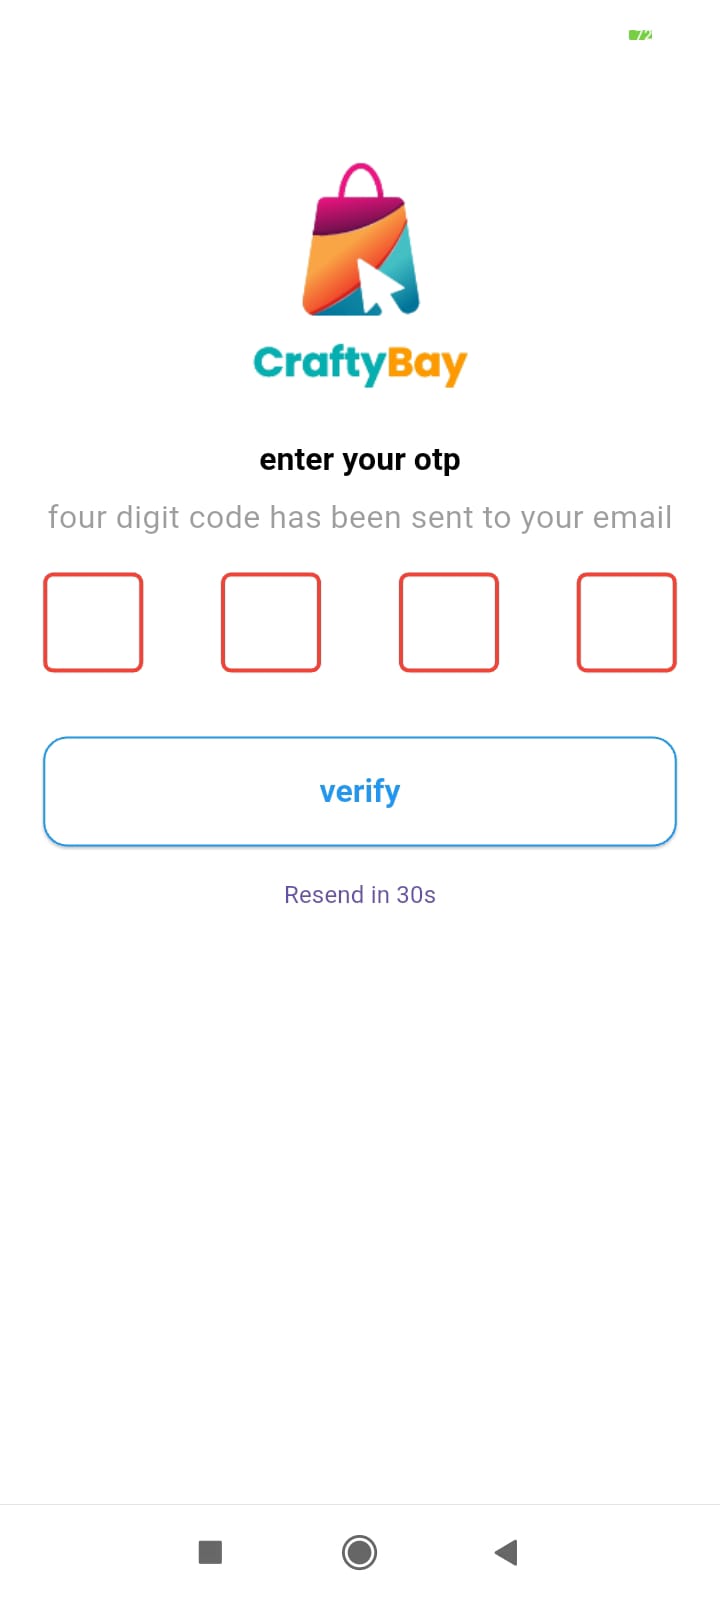 72
CraftyBay
enter your otp
four digit code has been sent to your email
verify
Resend in 30s